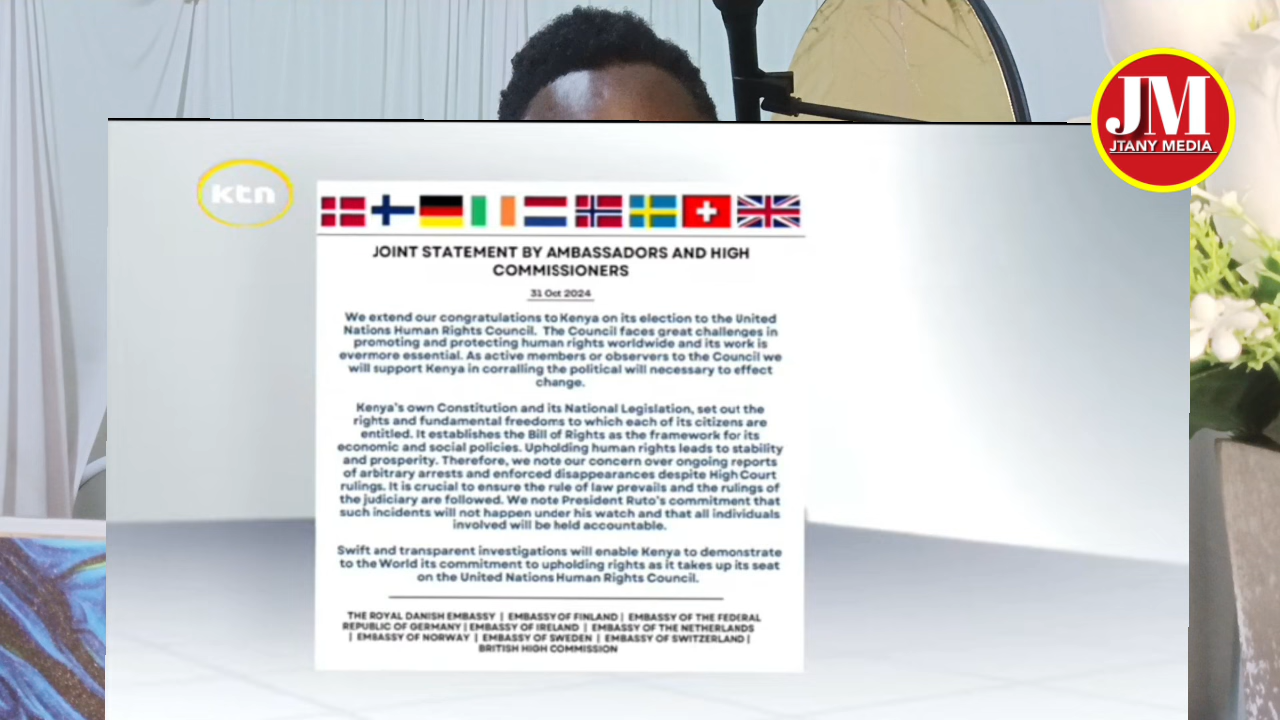 JM
JTANY MEDIA
ktn
JOINT STATEMENT BY AMBASSADORS AND HIGH
COMMISSIONERS
31 Oct 2024
We extend our congratulations to Kenya on its election to the United
Nations Human Rights Council. The Council faces great challenges in
promoting and protecting human rights worldwide and its work is
evermore essential. As active members or observers to the Council we
will support Kenya in corralling the political will necessary to effect
change.
Kenya's own Constitution and its National Legislation, set out the
rights and fundamental freedoms to which each of its citizens are
entitled. It establishes the Bill of Rights as the framework for its
economic and social policies. Upholding human rights leads to stability
and prosperity. Therefore, we note our concern over ongoing reports
of arbitrary arrests and enforced disappearances despite High Court
rulings. It is crucial to ensure the rule of law prevails and the rulings of
the judiciary are followed. We note President Ruto's commitment that
such incidents will not happen under his watch and that all individuals
involved will be held accountable.
Swift and transparent investigations will enable Kenya to demonstrate
to the World its commitment to upholding rights as it takes up its seat
on the United Nations Human Rights Council.
THE ROYAL DANISH EMBASSY | EMBASSY OF FINLAND | EMBASSY OF THE FEDERAL
REPUBLIC OF GERMANY | EMBASSY OF IRELAND | EMBASSY OF THE NETHERLANDS
| EMBASSY OF NORWAY | EMBASSY OF SWEDEN | EMBASSY OF SWITZERLAND |
BRITISH HIGH COMMISSION